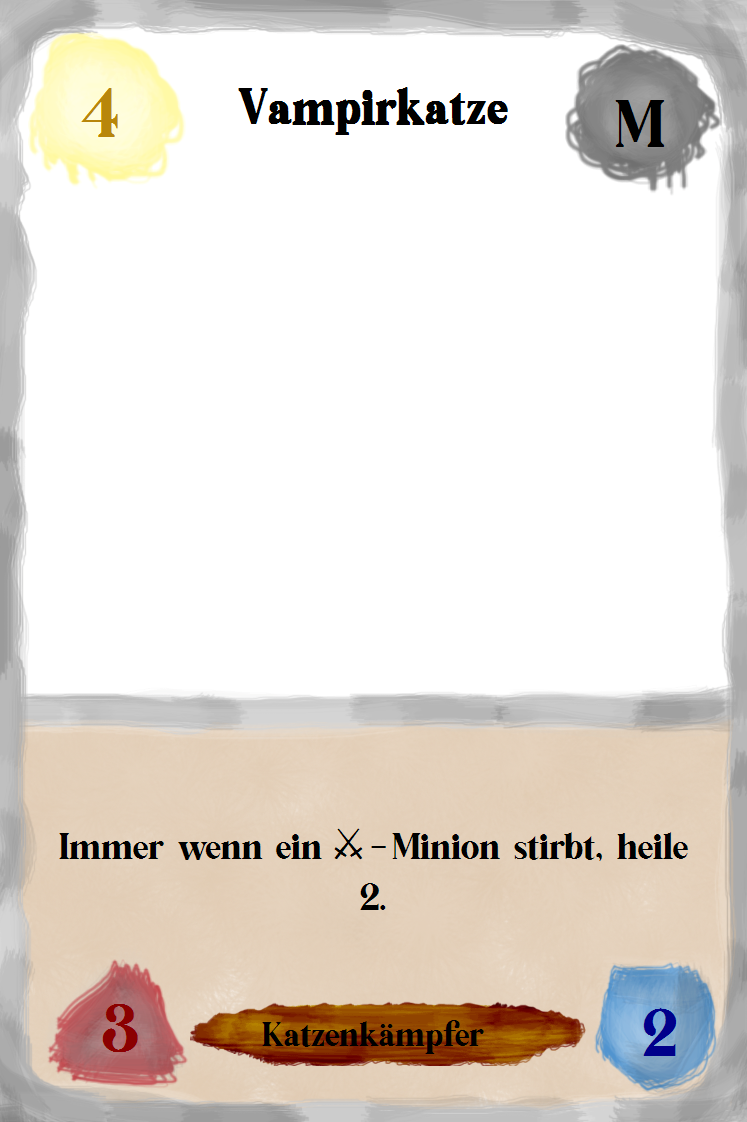 4 Vampirkatze M
Immer wenn ein ⚔-Minion stirbt, heile
2.
3 Katzenkämpfer 2